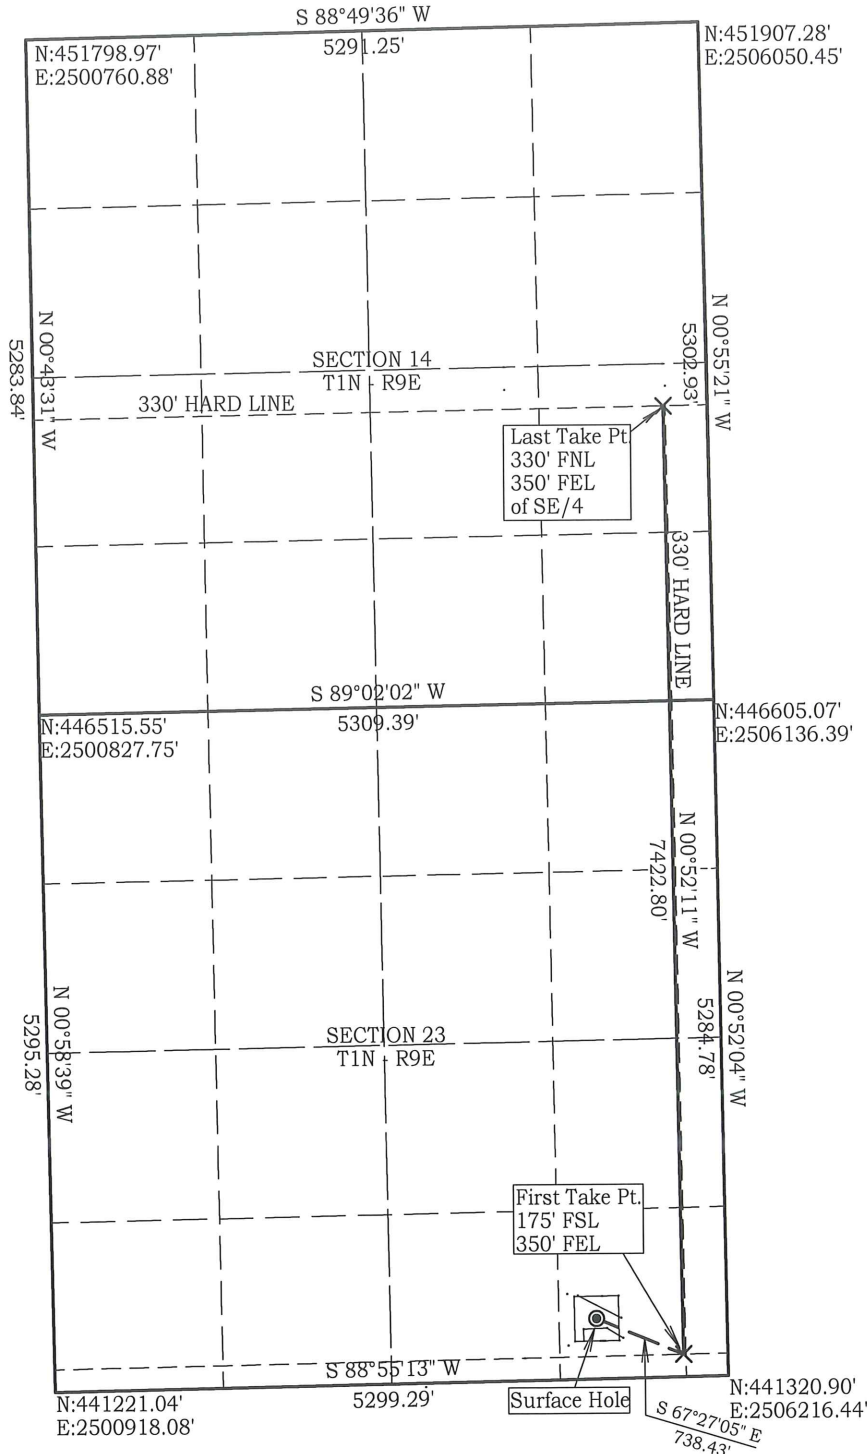 S 88°49'36" W
N:451798.97'
E:2500760.88'
5291.25'
N:451907.28'
E:2506050.45'
N 00°43'31" W
5283.84'
SECTION 14
T1N - R9E
330' HARD LINE
N 00°55'21" W
5302.93'
Last Take Pt.
330' FNL
350' FEL
of SE/4
330' HARD LINE
S 89°02'02" W
N:446515.55'
E:2500827.75'
5309.39'
N:446605.07'
E:2506136.39'
N 00°52'11" W
7422.80'
N 00°58'39" W
5295.28'
SECTION 23
T1N - R9E
N 00°52'04" W
5284.78'
First Take Pt.
175' FSL
350' FEL
S 88°55'13" W
N:441221.04'
E:2500918.08'
5299.29'
Surface Hole
N:441320.90'
E:2506216.44'
S 67°27'05" E
738.43'